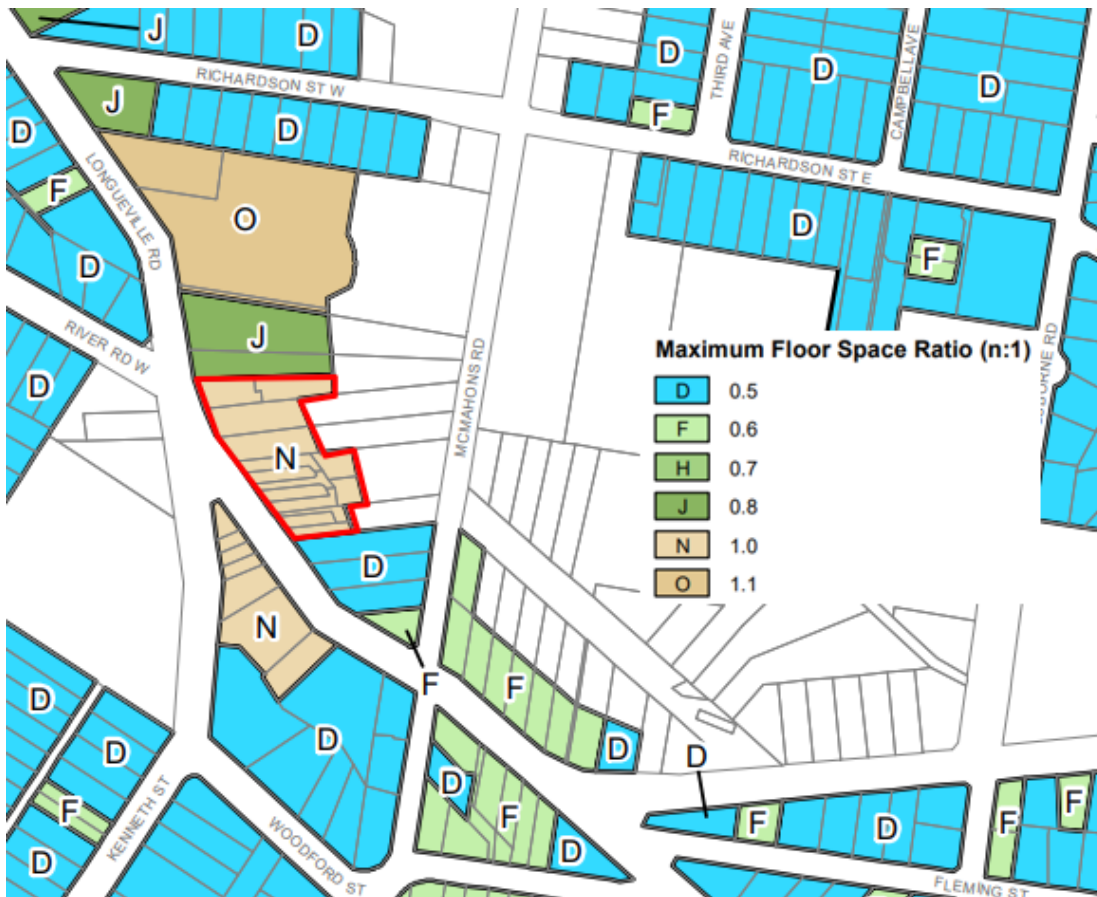 J
D
D
D
THIRD AVE
CAMPBELL AVE
D
RICHARDSON ST W
J
D
F
D
LONGUEVILLE RD
RICHARDSON ST E
F
O
D
D
F
RIVER RD W
J
MCMAHONS RD
Maximum Floor Space Ratio (n:1)
D 0.5
F 0.6
H 0.7
J 0.8
N 1.0
O 1.1
D
N
D
N
F
F
D
D
D
D
D
D
F
D
F
F
F
D
F
D
KENNETH ST
WOODFORD ST
FLEMING ST